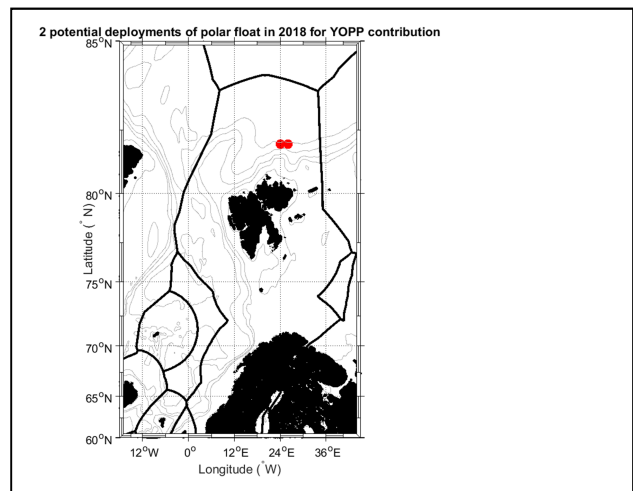 2 potential deployments of polar float in 2018 for YOPP contribution
85°N
80°N
75°N
70°N
65°N
60°N
Latitude (°N)
12°W 0° 12°E 24°E 36°E
Longitude (°W)